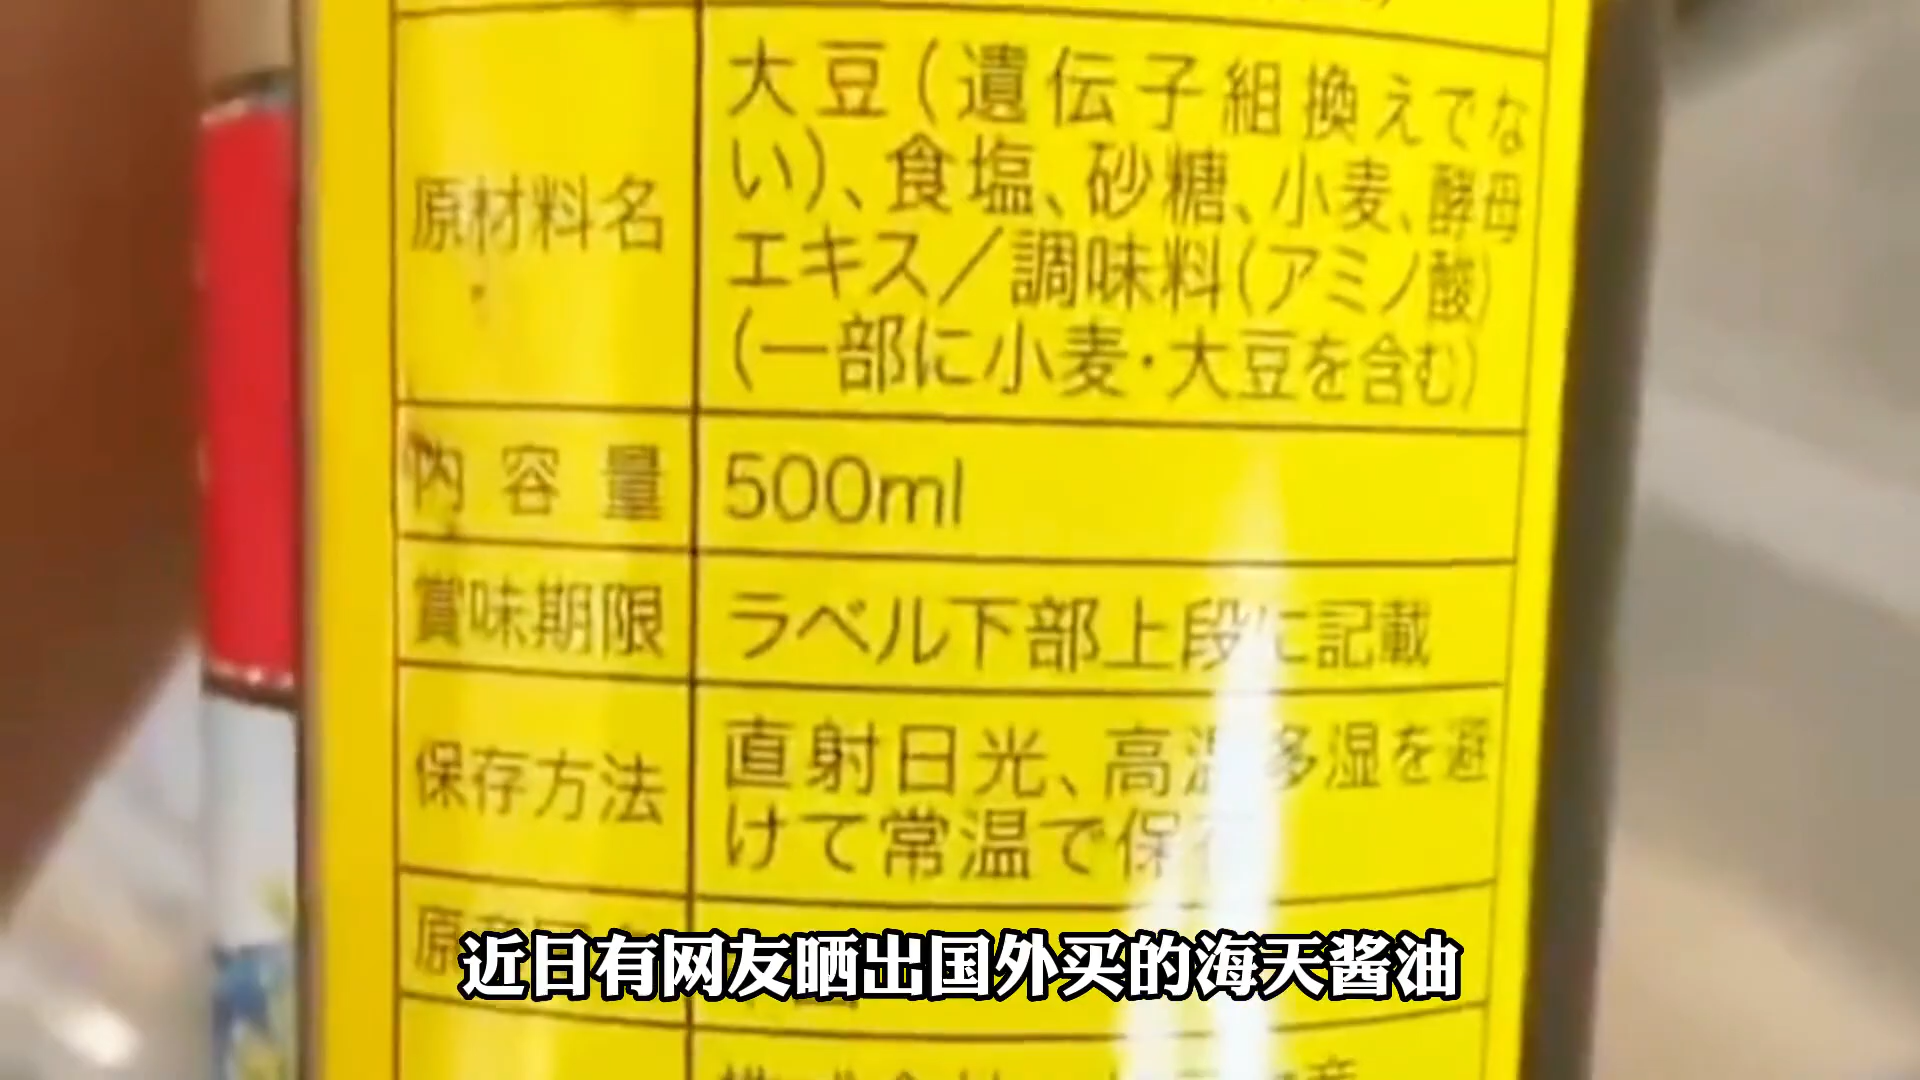 原材料名
大豆(遺伝子組換えでな
い)、食塩、砂糖、小麦、酵母
エキス/調味料(アミノ酸)
(一部に小麦・大豆を含む)
内容量
500ml
賞味期限
ラベル下部上段に記載
保存方法
直射日光、高温多湿を避
けて常温で保存
近日有网友晒出国外买的海天酱油